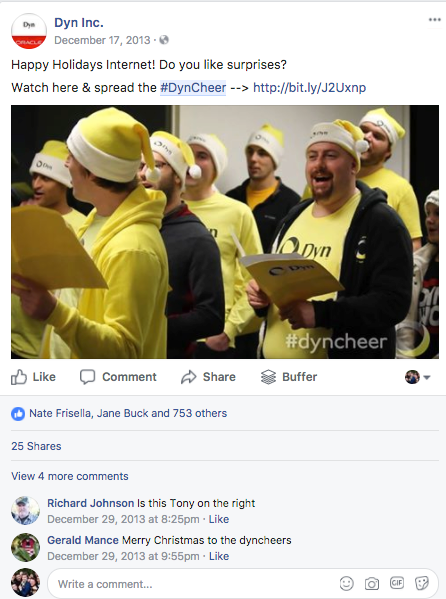 Dyn
ORACLE
Dyn Inc.
December 17, 2013 ·
Happy Holidays Internet! Do you like surprises?
Watch here & spread the #DynCheer --> http://bit.ly/J2Uxnp
Dyn
Dyn
#dyncheer
Like
Comment
Share
Buffer
Nate Frisella, Jane Buck and 753 others
25 Shares
View 4 more comments
Richard Johnson Is this Tony on the right
December 29, 2013 at 8:25pm · Like
Gerald Mance Merry Christmas to the dyncheers
December 29, 2013 at 9:55pm · Like
Write a comment...
GIF